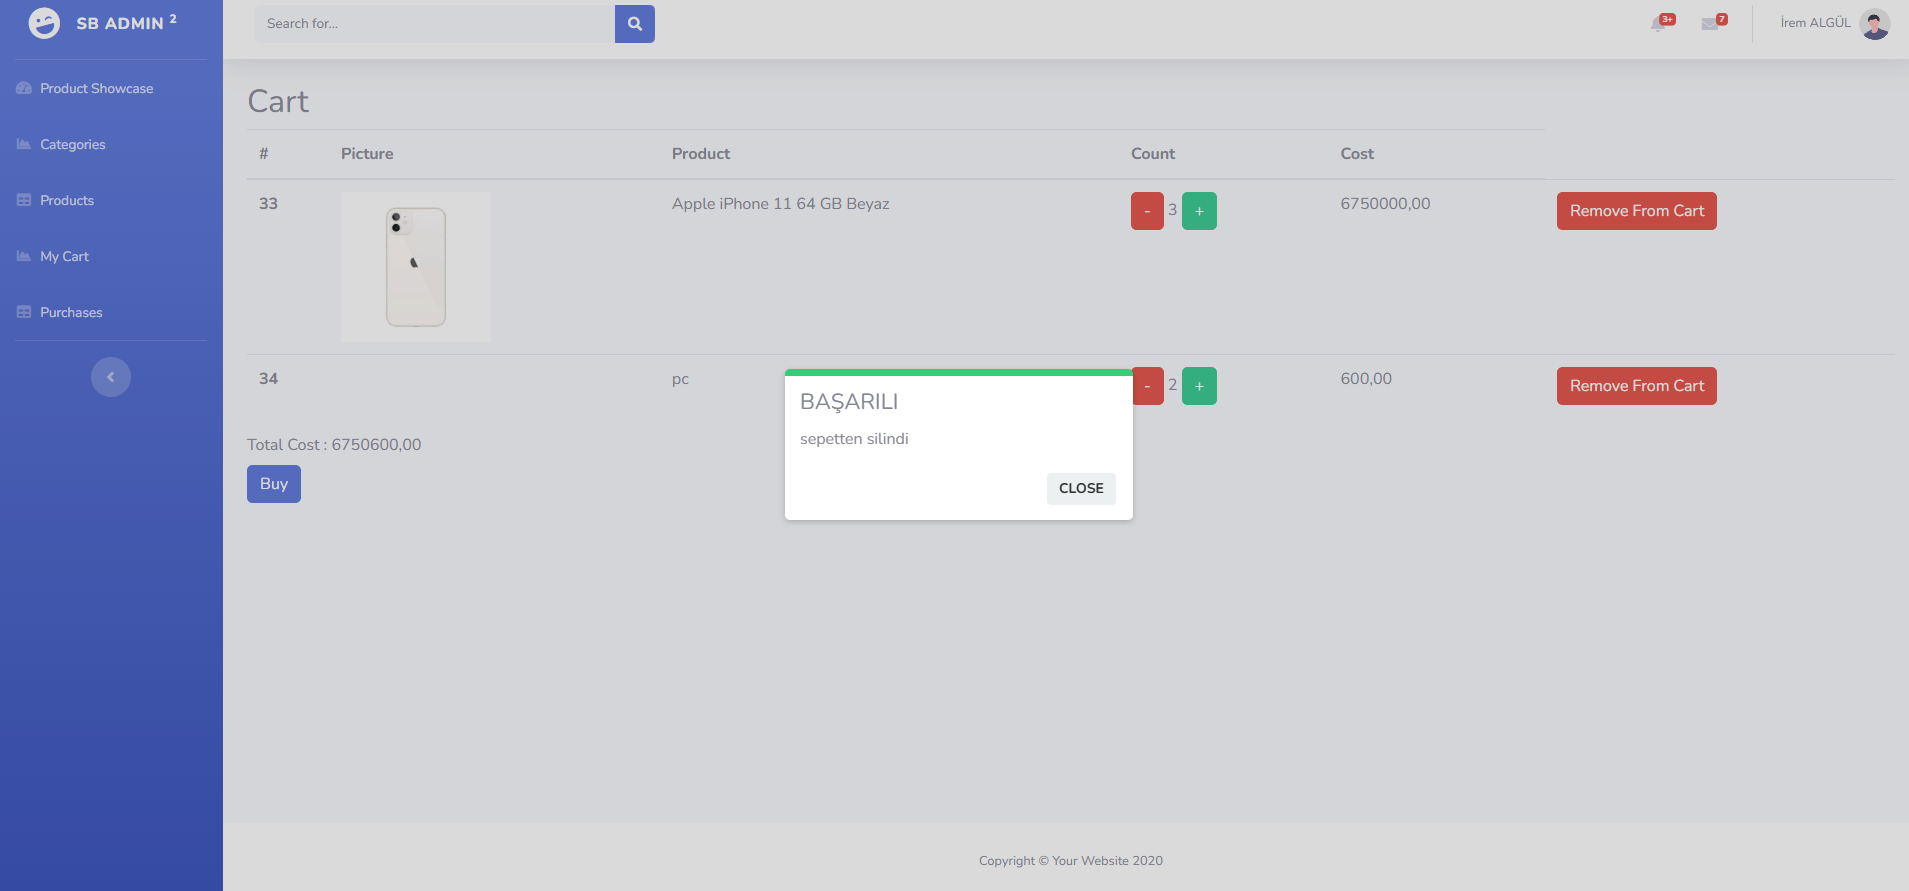 SB ADMIN 2
Search for...
3+
7
İrem ALGÜL
Product Showcase
Categories
Products
My Cart
Purchases
Cart
# Picture Product Count Cost
33 Apple iPhone 11 64 GB Beyaz - 3 + 6750000,00 Remove From Cart
34 pc - 2 + 600,00 Remove From Cart
Total Cost : 6750600,00
Buy
BAŞARILI
sepetten silindi
CLOSE
Copyright © Your Website 2020